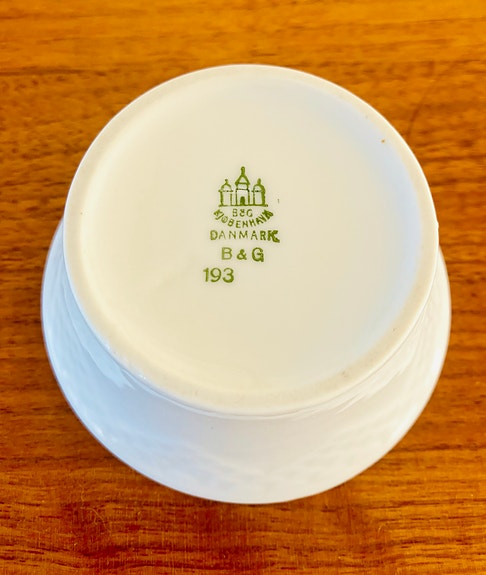 B&G
KJØBENHAVN
DANMARK
B & G
193